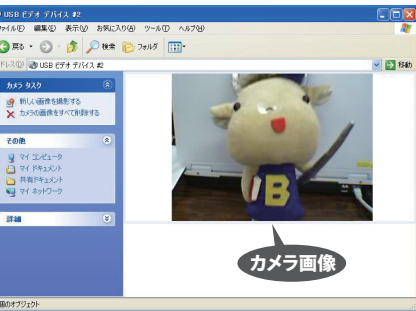 USB ビデオ デバイス #2
ファイル(F) 編集(E) 表示(V) お気に入り(A) ツール(T) ヘルプ(H)
戻る 検索 フォルダ
アドレス(D) USB ビデオ デバイス #2 移動
カメラ タスク
新しい画像を撮影する
カメラの画像をすべて削除する
その他
マイ コンピュータ
マイ ドキュメント
共有ドキュメント
マイ ネットワーク
詳細
B
カメラ画像
個のオブジェクト